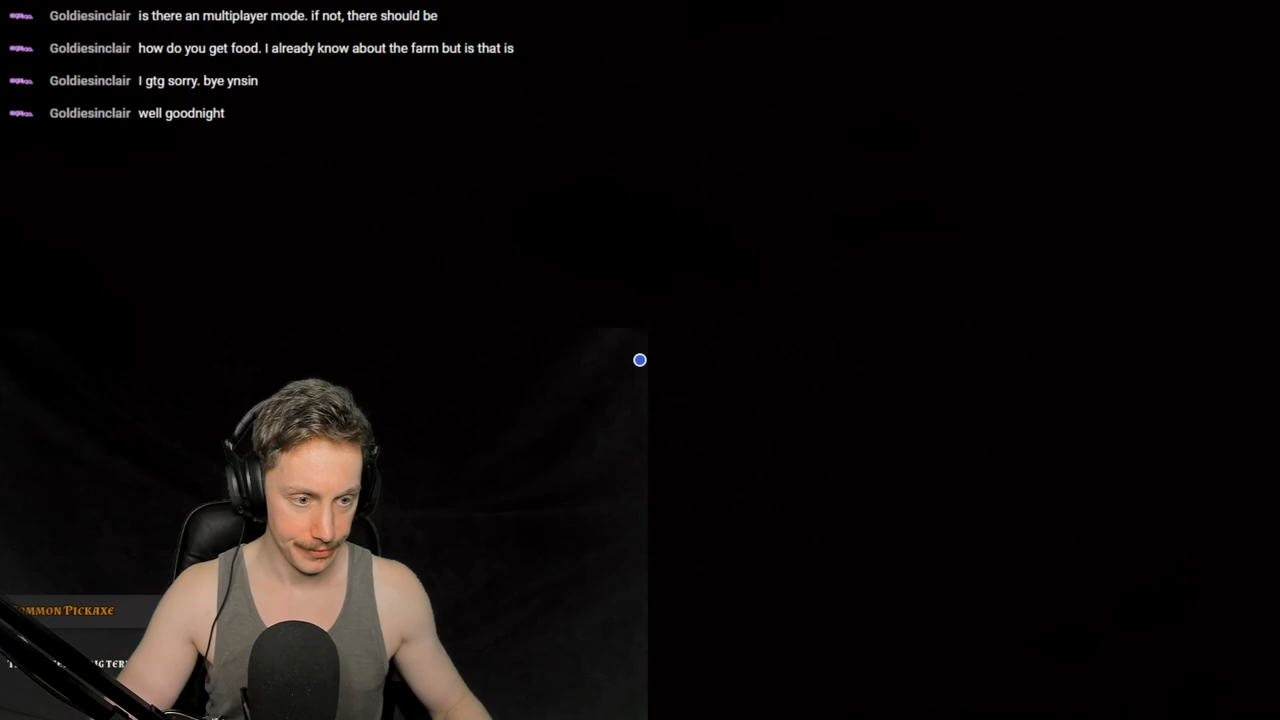 Goldiesinclair is there an multiplayer mode. if not, there should be
Goldiesinclair how do you get food. I already know about the farm but is that is
Goldiesinclair I gtg sorry. bye ynsin
Goldiesinclair well goodnight
ommon Pickaxe